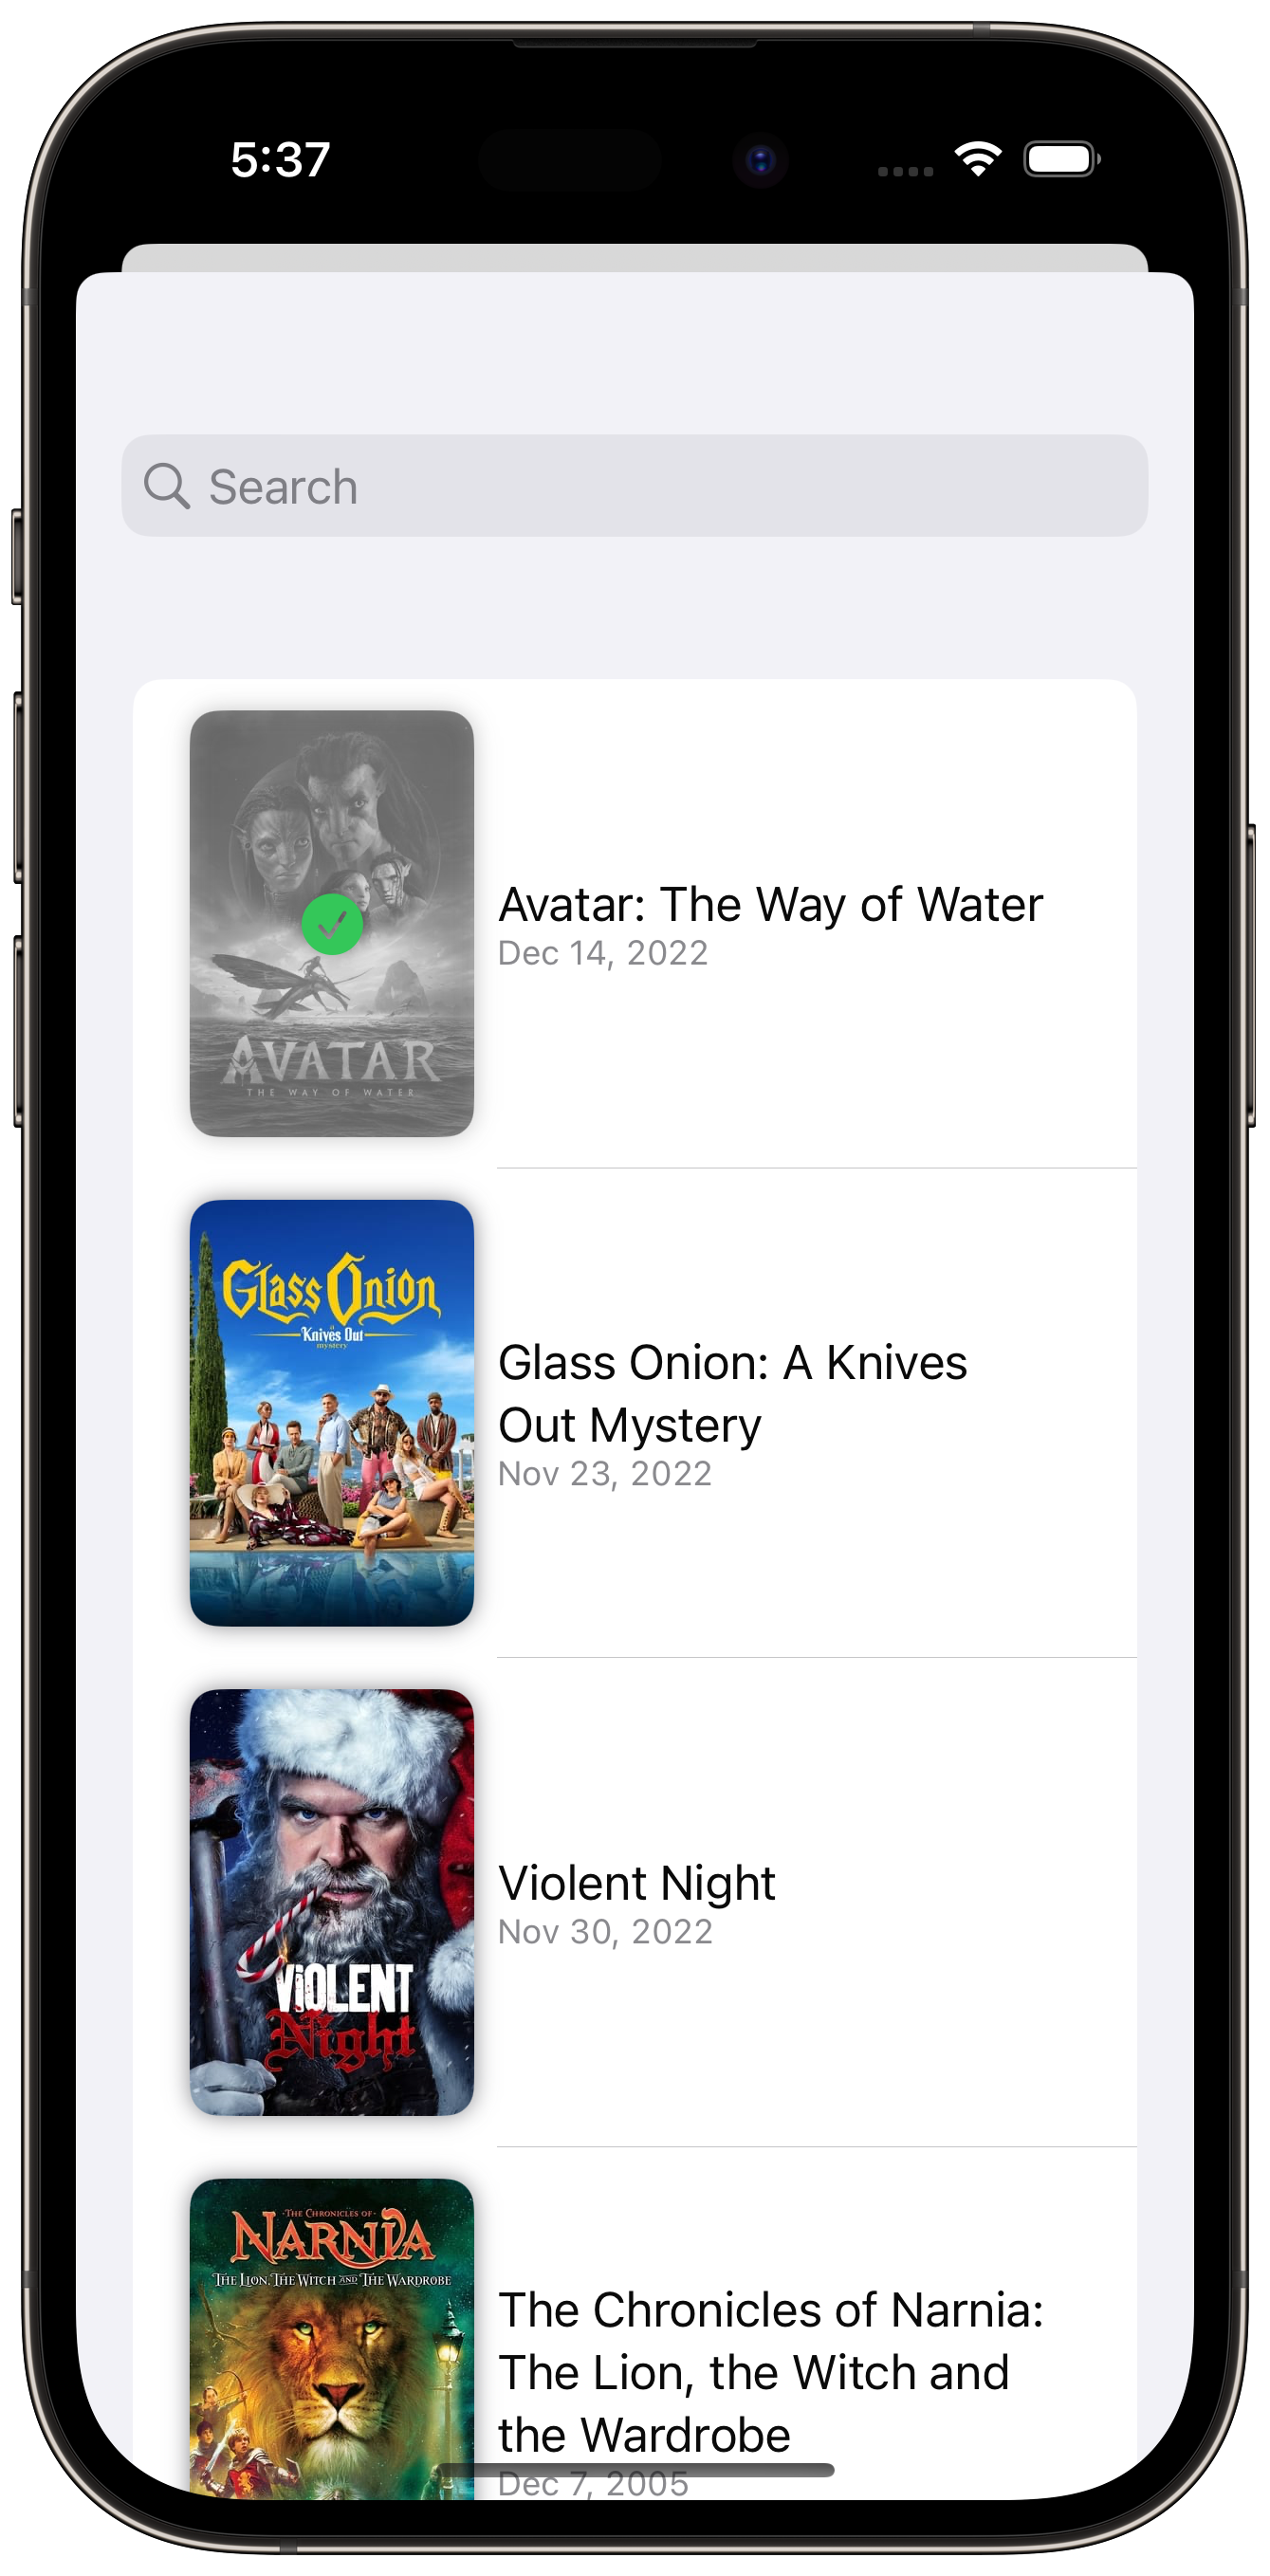 5:37
Search
AVATAR
THE WAY OF WATER
Avatar: The Way of Water
Dec 14, 2022
Glass Onion
a
Knives Out
mystery
Glass Onion: A Knives
Out Mystery
Nov 23, 2022
ViOLENT
Night
Violent Night
Nov 30, 2022
THE CHRONICLES OF
NARNIA
THE LION, THE WITCH AND THE WARDROBE
The Chronicles of Narnia:
The Lion, the Witch and
the Wardrobe
Dec 7, 2005